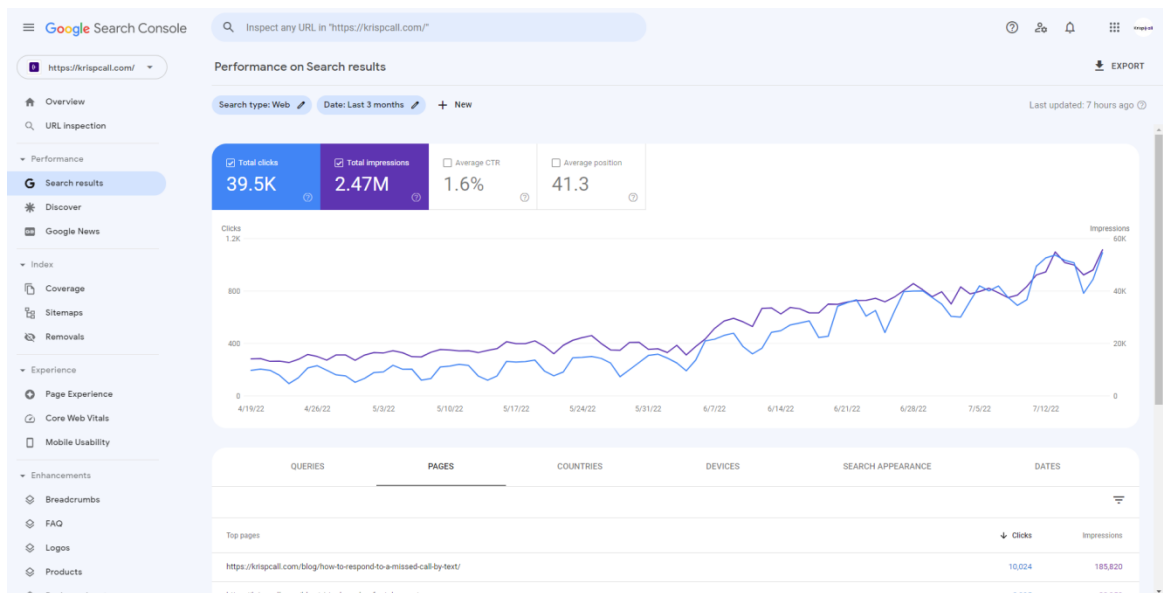 Google Search Console
Inspect any URL in "https://krispcall.com/"
https://krispcall.com/
Performance on Search results
EXPORT
Overview
URL inspection
Search type: Web
Date: Last 3 months
+ New
Last updated: 7 hours ago
Performance
Search results
Discover
Google News
Total clicks
39.5K
Total impressions
2.47M
Average CTR
1.6%
Average position
41.3
Clicks
Impressions
1.2K
60K
800
40K
400
20K
0
0
4/19/22 4/26/22 5/3/22 5/10/22 5/17/22 5/24/22 5/31/22 6/7/22 6/14/22 6/21/22 6/28/22 7/5/22 7/12/22
Index
Coverage
Sitemaps
Removals
Experience
Page Experience
Core Web Vitals
Mobile Usability
Enhancements
Breadcrumbs
FAQ
Logos
Products
QUERIES PAGES COUNTRIES DEVICES SEARCH APPEARANCE DATES
Top pages Clicks Impressions
https://krispcall.com/blog/how-to-respond-to-a-missed-call-by-text/ 10,024 185,820